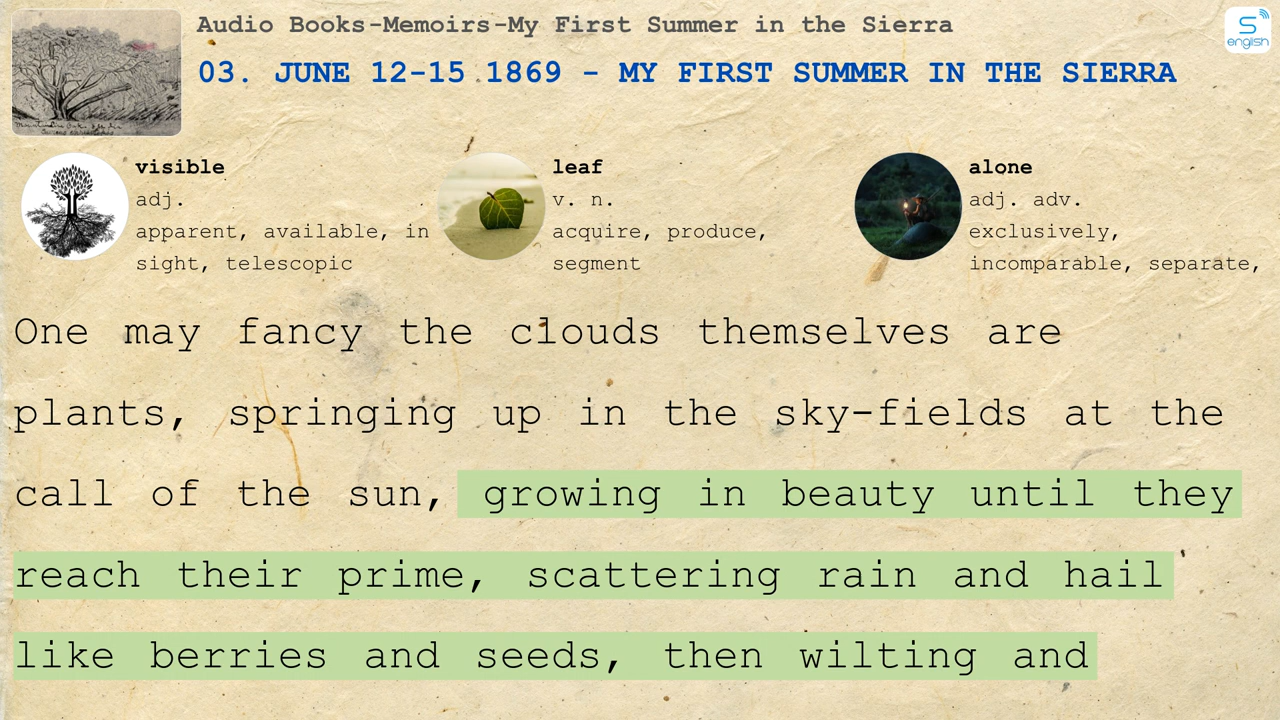 Audio Books-Memoirs-My First Summer in the Sierra
03. JUNE 12-15 1869 - MY FIRST SUMMER IN THE SIERRA
S
english
visible
adj.
apparent, available, in
sight, telescopic
leaf
v. n.
acquire, produce,
segment
alone
adj. adv.
exclusively,
incomparable, separate,
One may fancy the clouds themselves are
plants, springing up in the sky-fields at the
call of the sun, growing in beauty until they
reach their prime, scattering rain and hail
like berries and seeds, then wilting and